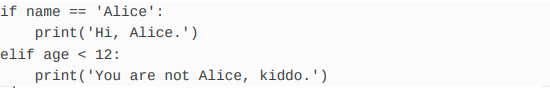 if name == 'Alice':
    print('Hi, Alice.')
elif age < 12:
    print('You are not Alice, kiddo.')